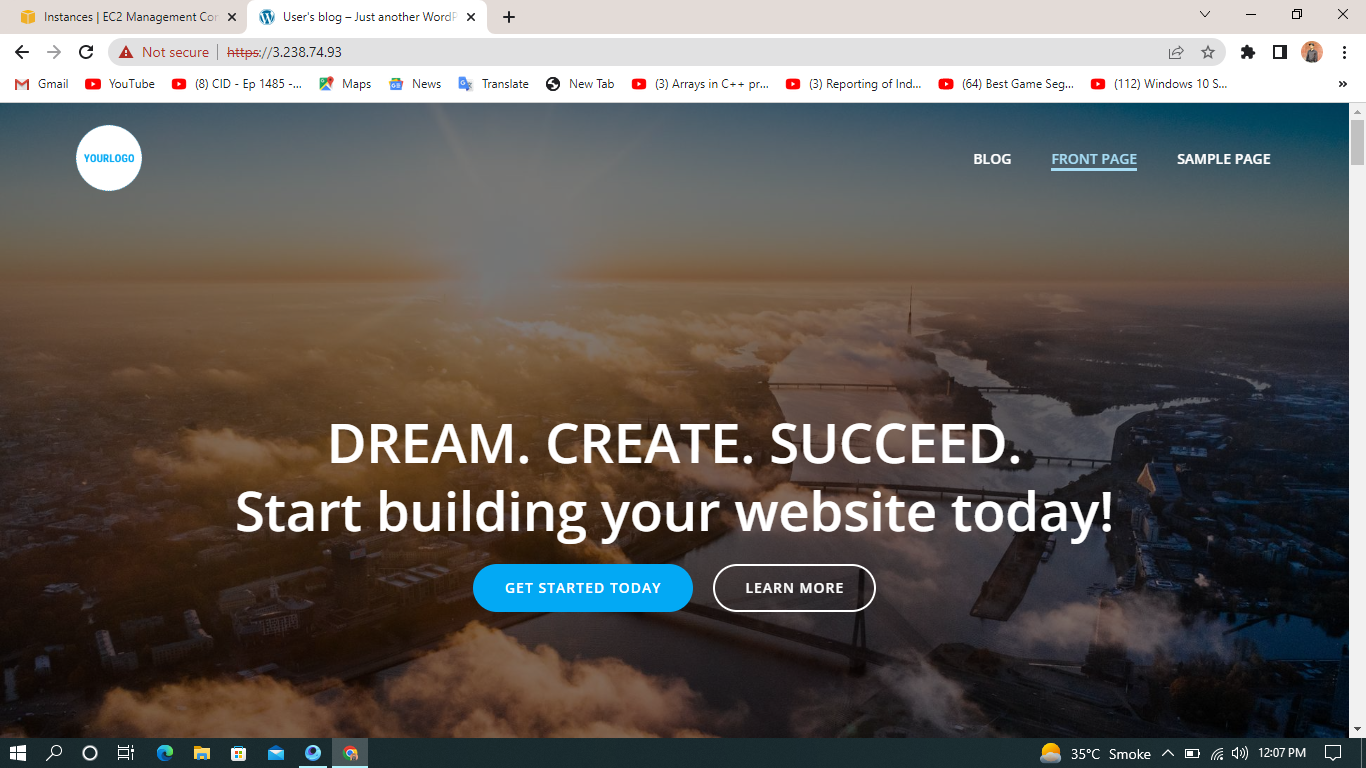 Instances | EC2 Management Con
User's blog – Just another WordP
Not secure | https://3.238.74.93
Gmail YouTube (8) CID - Ep 1485 -... Maps News Translate New Tab (3) Arrays in C++ pr... (3) Reporting of Ind... (64) Best Game Seg... (112) Windows 10 S... »
YOURLOGO
BLOG FRONT PAGE SAMPLE PAGE
DREAM. CREATE. SUCCEED.
Start building your website today!
GET STARTED TODAY LEARN MORE
35°C Smoke 12:07 PM